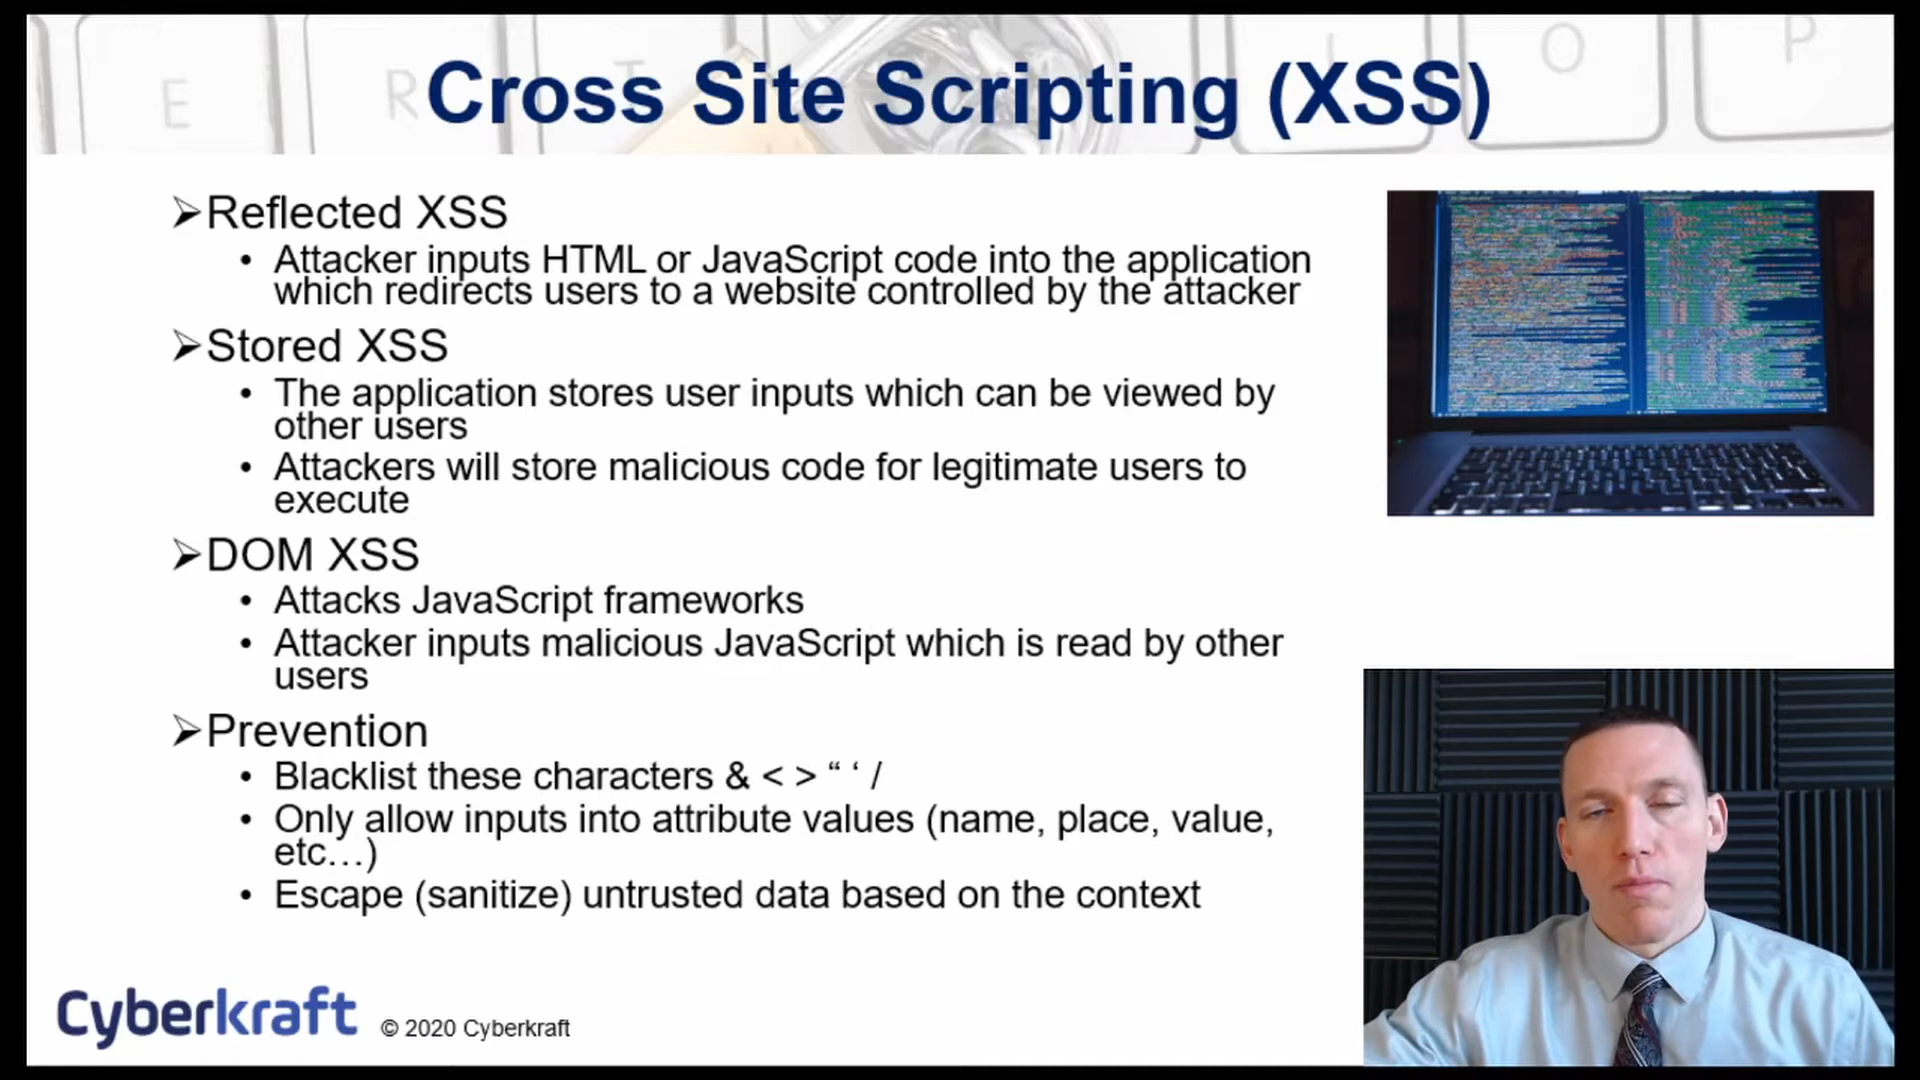 E R T I O P
Cross Site Scripting (XSS)
➢Reflected XSS
• Attacker inputs HTML or JavaScript code into the application
which redirects users to a website controlled by the attacker
➢Stored XSS
• The application stores user inputs which can be viewed by
other users
• Attackers will store malicious code for legitimate users to
execute
➢DOM XSS
• Attacks JavaScript frameworks
• Attacker inputs malicious JavaScript which is read by other
users
➢Prevention
• Blacklist these characters & < > “ ‘ /
• Only allow inputs into attribute values (name, place, value,
etc…)
• Escape (sanitize) untrusted data based on the context
Cyberkraft © 2020 Cyberkraft